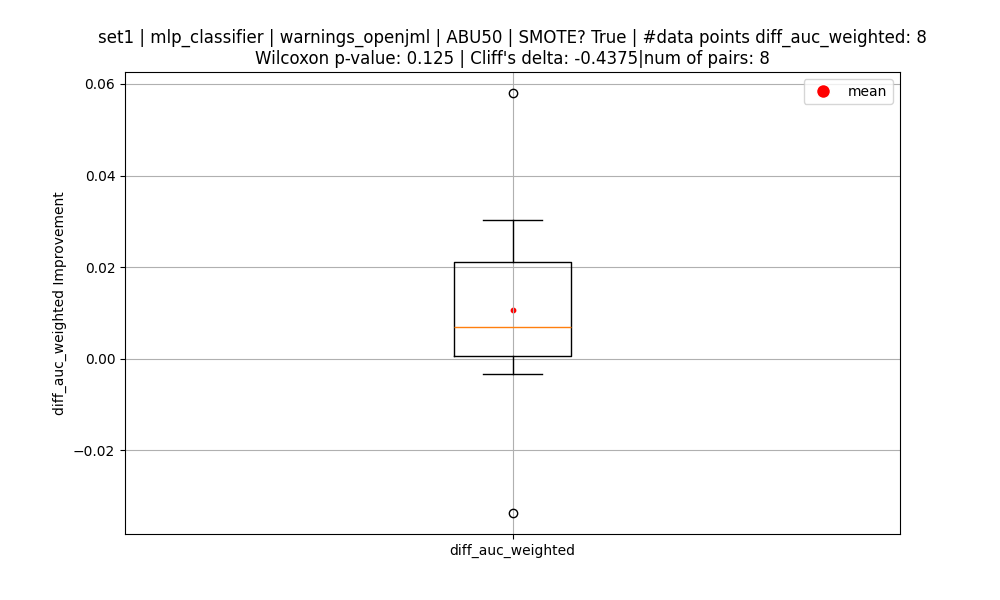 set1 | mlp_classifier | warnings_openjml | ABU50 | SMOTE? True | #data points diff_auc_weighted: 8
Wilcoxon p-value: 0.125 | Cliff's delta: -0.4375|num of pairs: 8
mean
diff_auc_weighted Improvement
0.06
0.04
0.02
0.00
−0.02
diff_auc_weighted